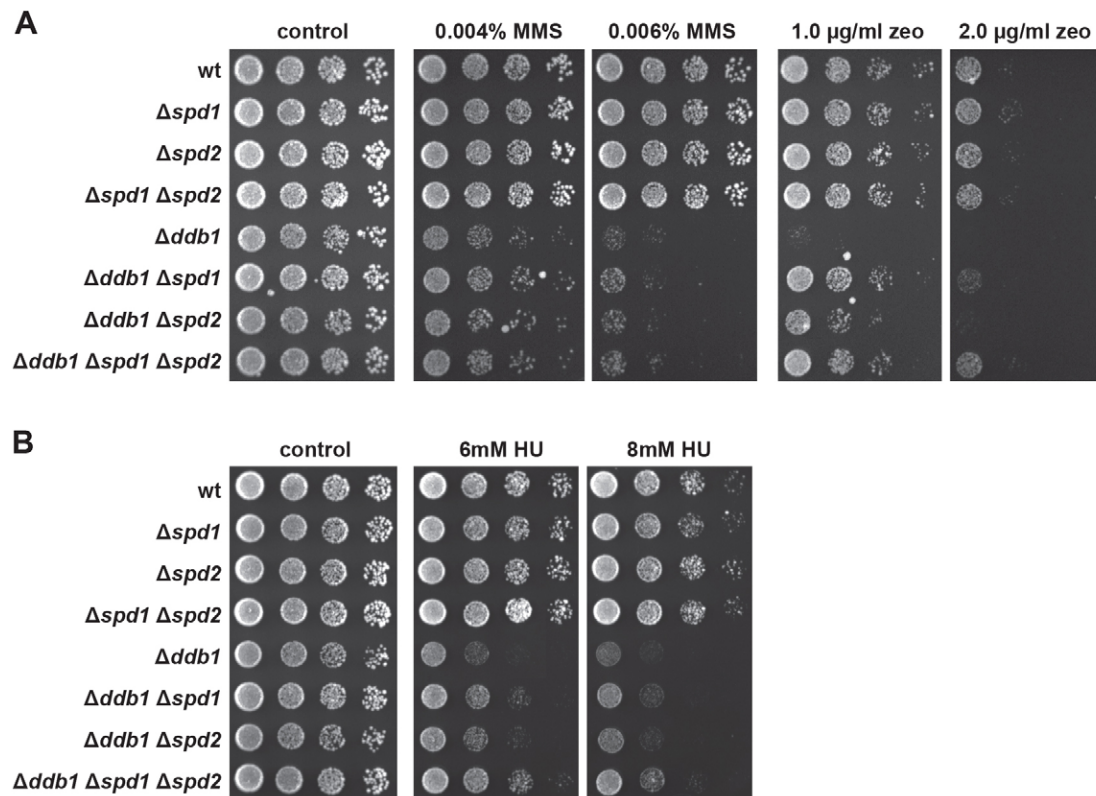 A
control 0.004% MMS 0.006% MMS 1.0 µg/ml zeo 2.0 µg/ml zeo
wt
Δspd1
Δspd2
Δspd1 Δspd2
Δddb1
Δddb1 Δspd1
Δddb1 Δspd2
Δddb1 Δspd1 Δspd2
B
control 6mM HU 8mM HU
wt
Δspd1
Δspd2
Δspd1 Δspd2
Δddb1
Δddb1 Δspd1
Δddb1 Δspd2
Δddb1 Δspd1 Δspd2